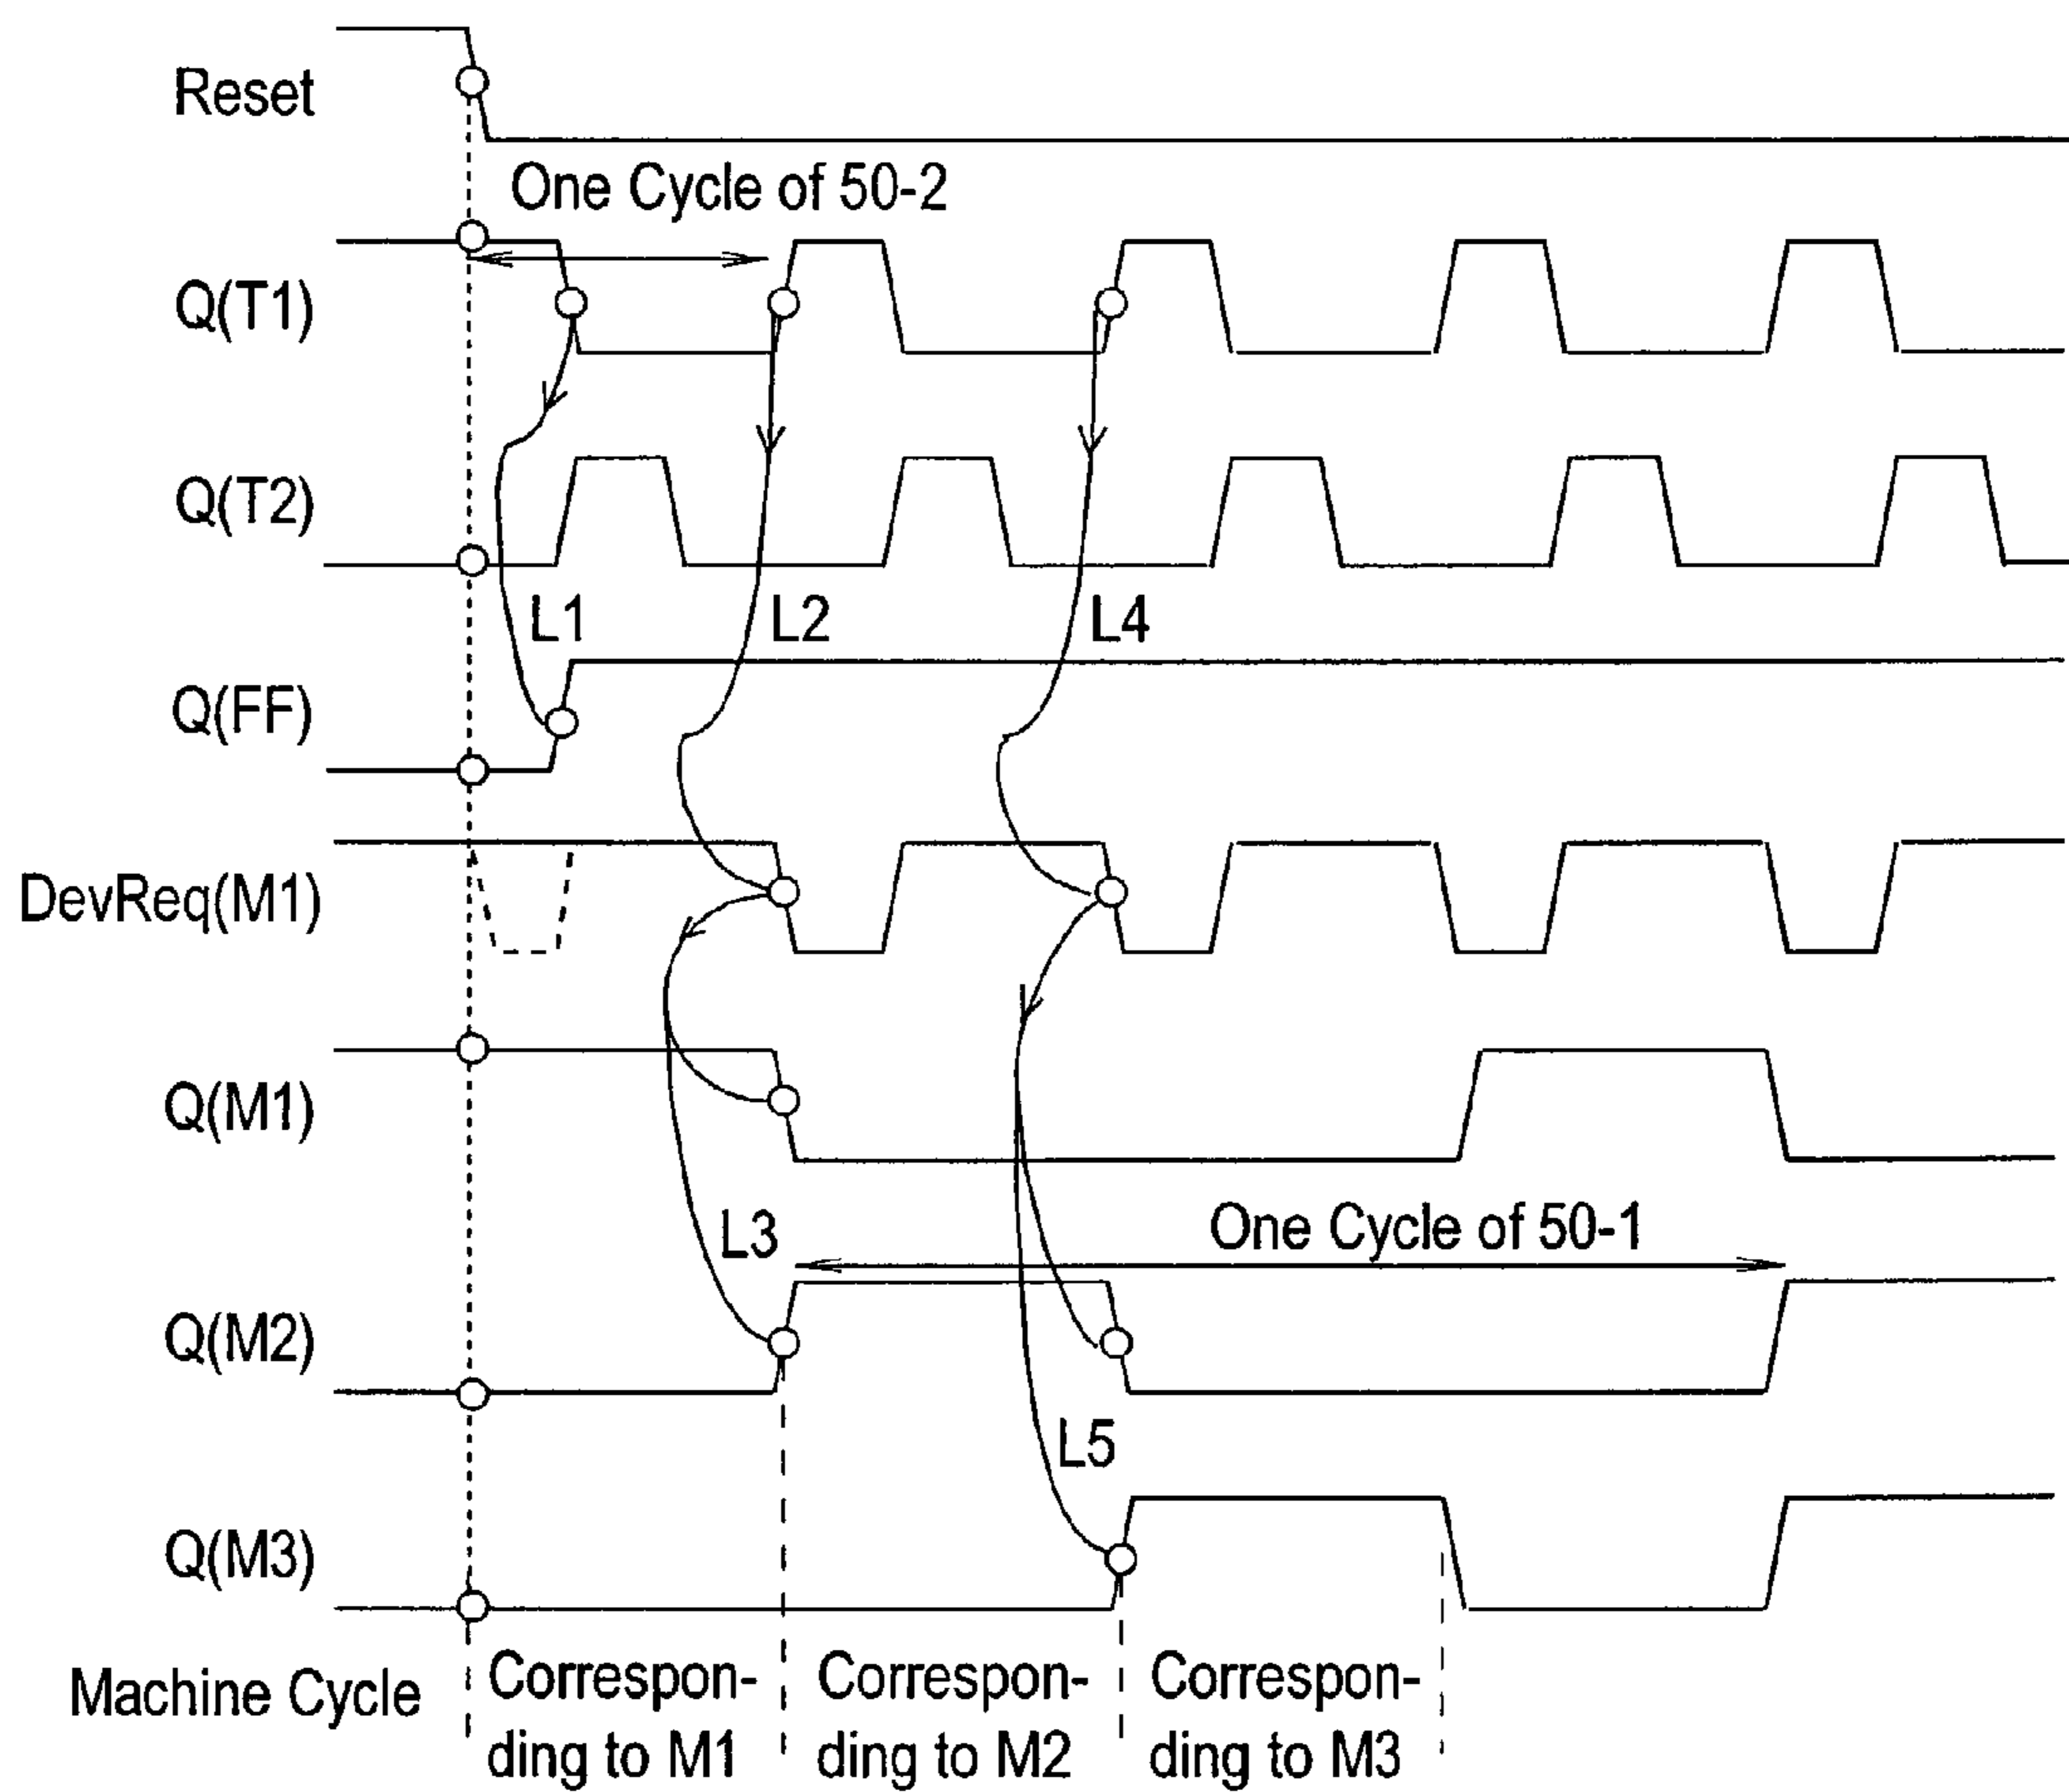 Reset
One Cycle of 50-2
Q(T1)
Q(T2)
L1
L2
L4
Q(FF)
DevReq(M1)
Q(M1)
L3
One Cycle of 50-1
Q(M2)
L5
Q(M3)
Machine Cycle
Correspon-
ding to M1
Correspon-
ding to M2
Correspon-
ding to M3